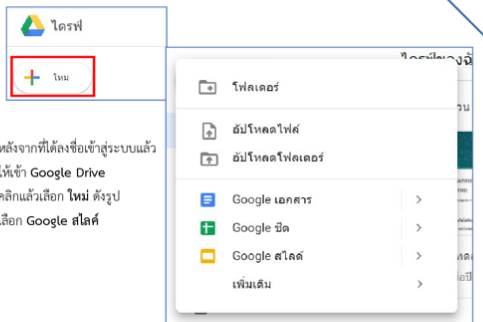 ไดรฟ์
ใหม่
ไดรฟ์ของฉั
โฟลเดอร์
อัปโหลดไฟล์
อัปโหลดโฟลเดอร์
Google เอกสาร
Google ชีต
Google สไลด์
เพิ่มเติม
หลังจากที่ได้ลงชื่อเข้าสู่ระบบแล้ว
ให้เข้า Google Drive
คลิกแล้วเลือก ใหม่ ดังรูป
เลือก Google สไลด์